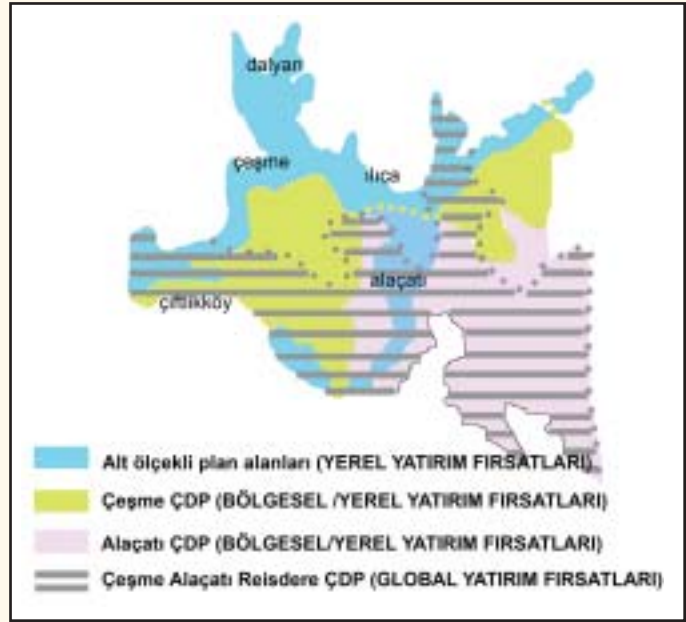 dalyan
çeşme
ılıca
alaçatı
çiftlikköy
Alt ölçekli plan alanları (YEREL YATIRIM FIRSATLARI)
Çeşme ÇDP (BÖLGESEL /YEREL YATIRIM FIRSATLARI)
Alaçatı ÇDP (BÖLGESEL/YEREL YATIRIM FIRSATLARI)
Çeşme Alaçatı Reisdere ÇDP (GLOBAL YATIRIM FIRSATLARI)